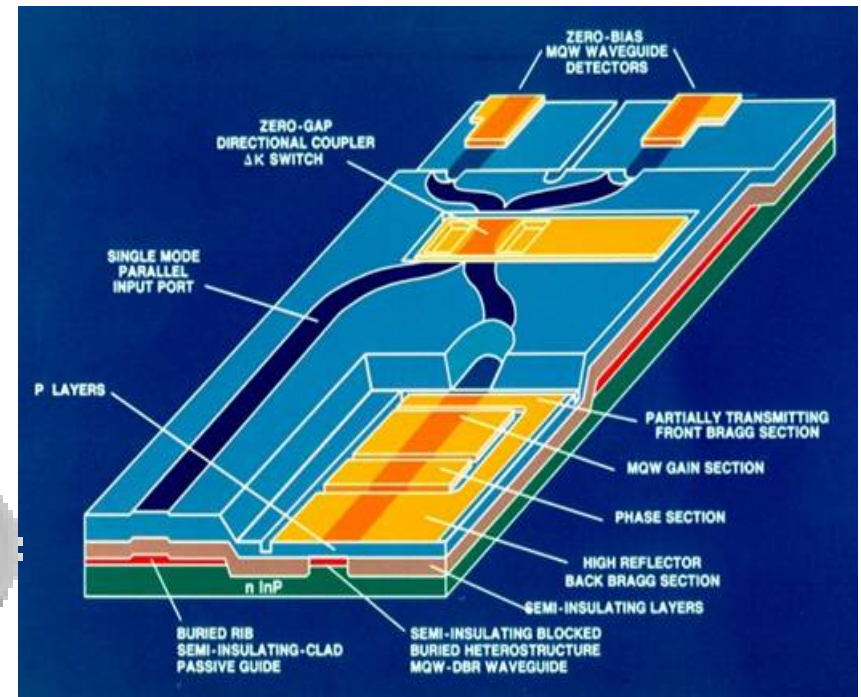 ZERO-BIAS
MQW WAVEGUIDE
DETECTORS
ZERO-GAP
DIRECTIONAL COUPLER
ΔK SWITCH
SINGLE MODE
PARALLEL
INPUT PORT
P LAYERS
PARTIALLY TRANSMITTING
FRONT BRAGG SECTION
MQW GAIN SECTION
PHASE SECTION
HIGH REFLECTOR
BACK BRAGG SECTION
SEMI-INSULATING LAYERS
n InP
BURIED RIB
SEMI-INSULATING-CLAD
PASSIVE GUIDE
SEMI-INSULATING BLOCKED
BURIED HETEROSTRUCTURE
MQW-DBR WAVEGUIDE